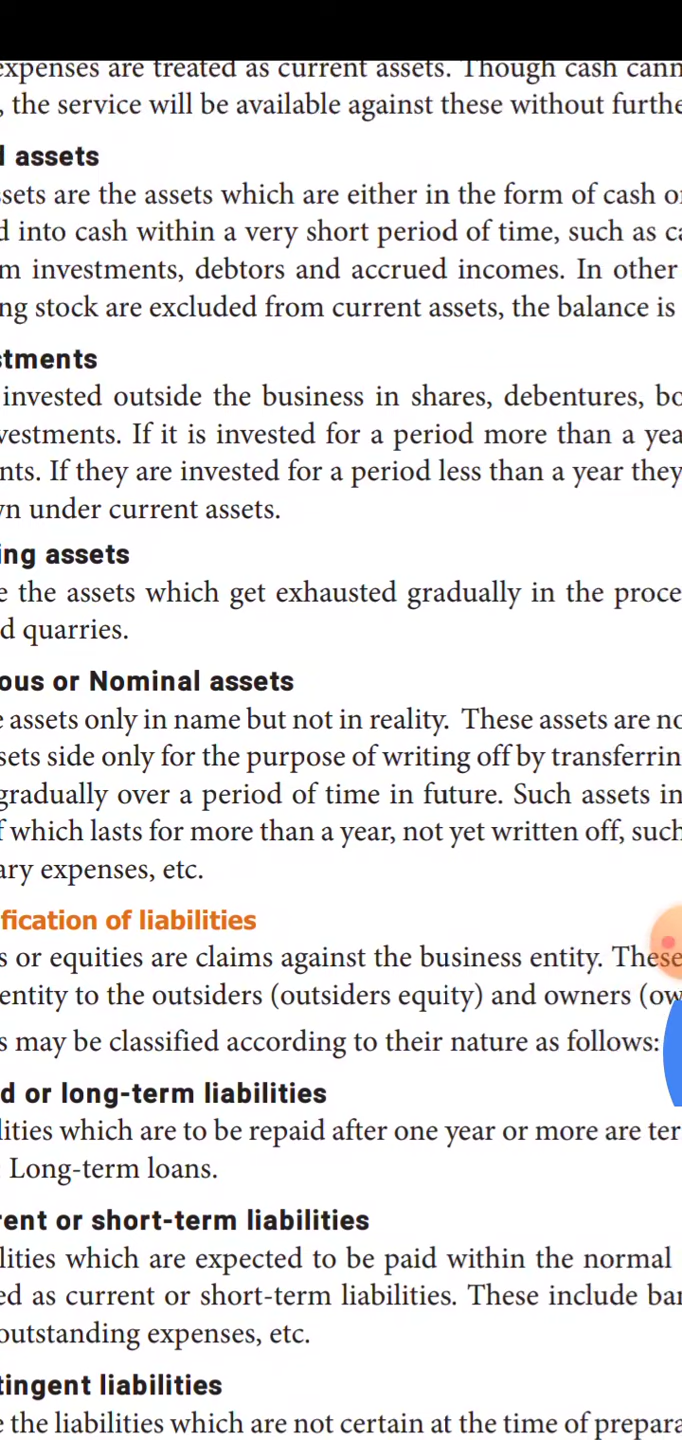 expenses are treated as current assets. Though cash cann
, the service will be available against these without furthe
l assets
ssets are the assets which are either in the form of cash o
d into cash within a very short period of time, such as ca
m investments, debtors and accrued incomes. In other
ng stock are excluded from current assets, the balance is
stments
invested outside the business in shares, debentures, bo
vestments. If it is invested for a period more than a yea
nts. If they are invested for a period less than a year they
vn under current assets.
ing assets
e the assets which get exhausted gradually in the proce
d quarries.
ous or Nominal assets
e assets only in name but not in reality. These assets are no
sets side only for the purpose of writing off by transferrin
gradually over a period of time in future. Such assets in
f which lasts for more than a year, not yet written off, such
ary expenses, etc.
fication of liabilities
s or equities are claims against the business entity. These
entity to the outsiders (outsiders equity) and owners (ow
s may be classified according to their nature as follows:
d or long-term liabilities
lities which are to be repaid after one year or more are ter
: Long-term loans.
rent or short-term liabilities
lities which are expected to be paid within the normal
ed as current or short-term liabilities. These include ban
outstanding expenses, etc.
tingent liabilities
e the liabilities which are not certain at the time of prepara